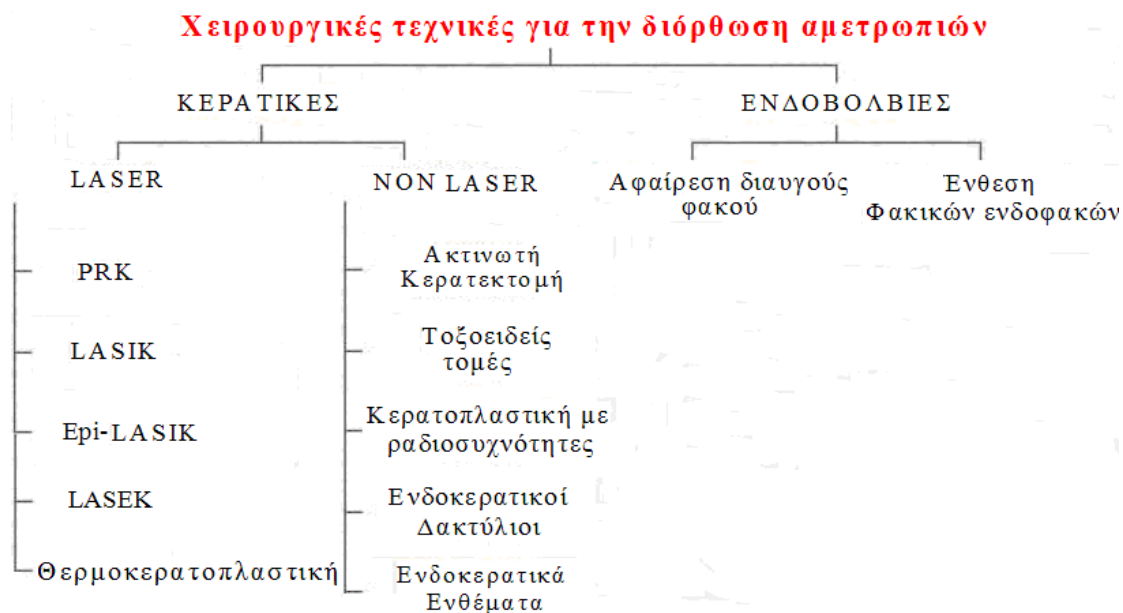 Χειρουργικές τεχνικές για την διόρθωση αμετρωπιών
ΚΕΡΑΤΙΚΕΣ
ΕΝΔΟΒΟΛΒΙΕΣ
LASER
NON LASER
Αφαίρεση διαυγούς
φακού
Ένθεση
Φακικών ενδοφακών
PRK
LASIK
Epi-LASIK
LASEK
Θερμοκερατοπλαστική
Ακτινωτή
Κερατεκτομή
Τοξοειδείς
τομές
Κερατοπλαστική με
ραδιοσυχνότητες
Ενδοκερατικοί
Δακτύλιοι
Ενδοκερατικά
Ενθέματα